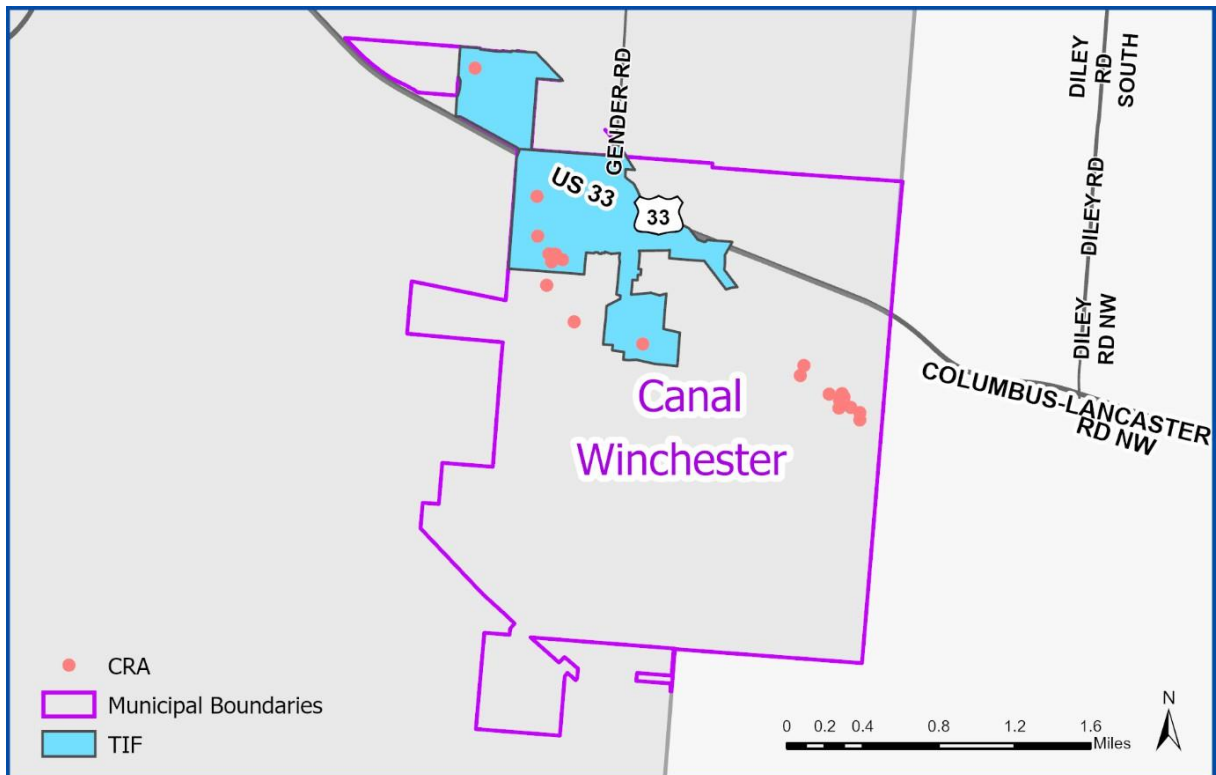 GENDER RD
DILEY
RD
SOUTH
US 33
33
DILEY RD
DILEY
RD NW
COLUMBUS-LANCASTER
RD NW
Canal
Winchester
CRA
Municipal Boundaries
TIF
N
0 0.2 0.4 0.8 1.2 1.6
Miles